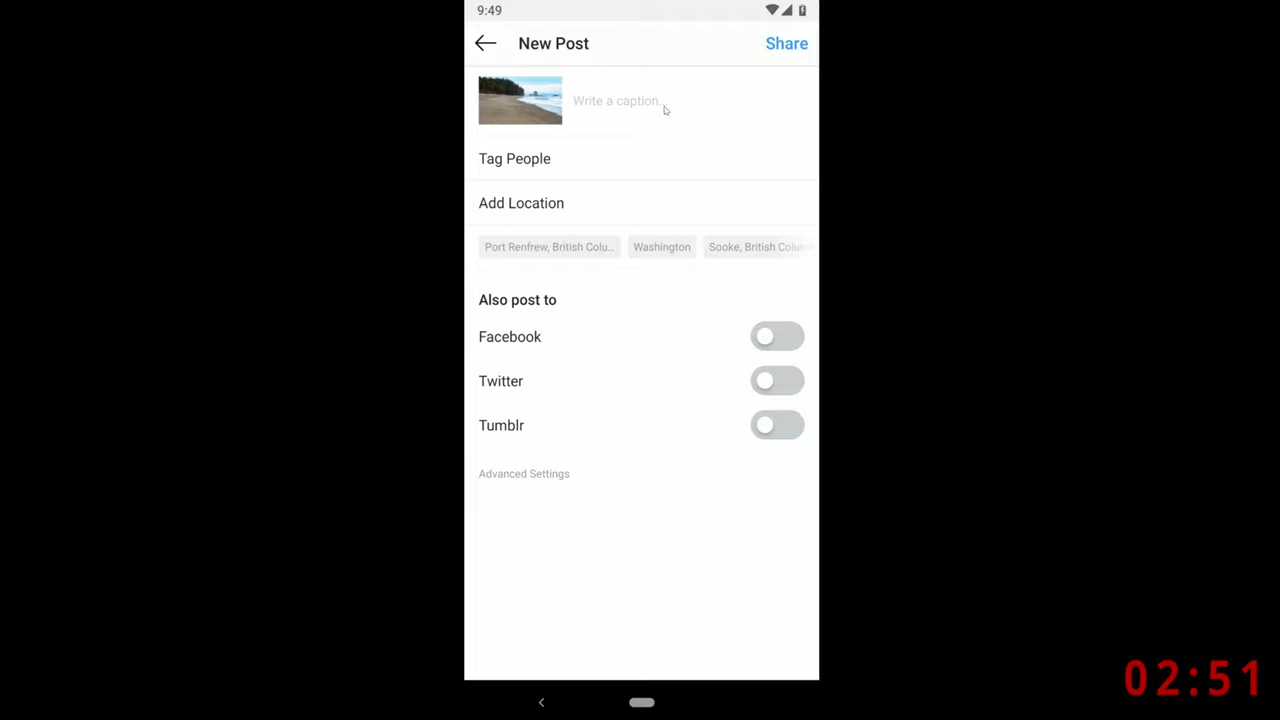 9:49
New Post
Share
Write a caption...
Tag People
Add Location
Port Renfrew, British Colu...
Washington
Sooke, British Colum
Also post to
Facebook
Twitter
Tumblr
Advanced Settings
02:51